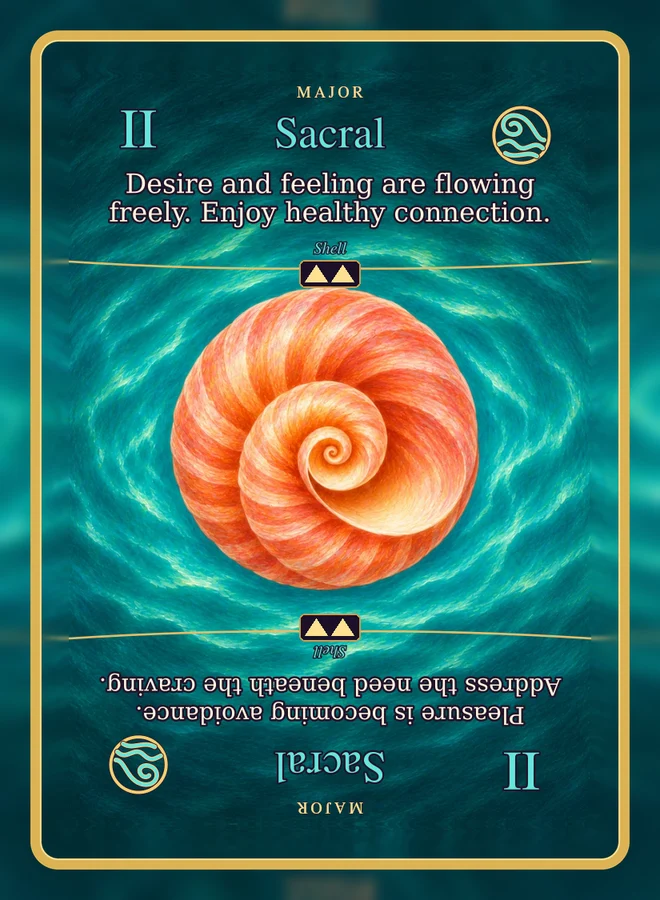 MAJOR
II
Sacral
Desire and feeling are flowing
freely. Enjoy healthy connection.
Shell
Shell
Pleasure is becoming avoidance.
Address the need beneath the craving.
II
Sacral
MAJOR